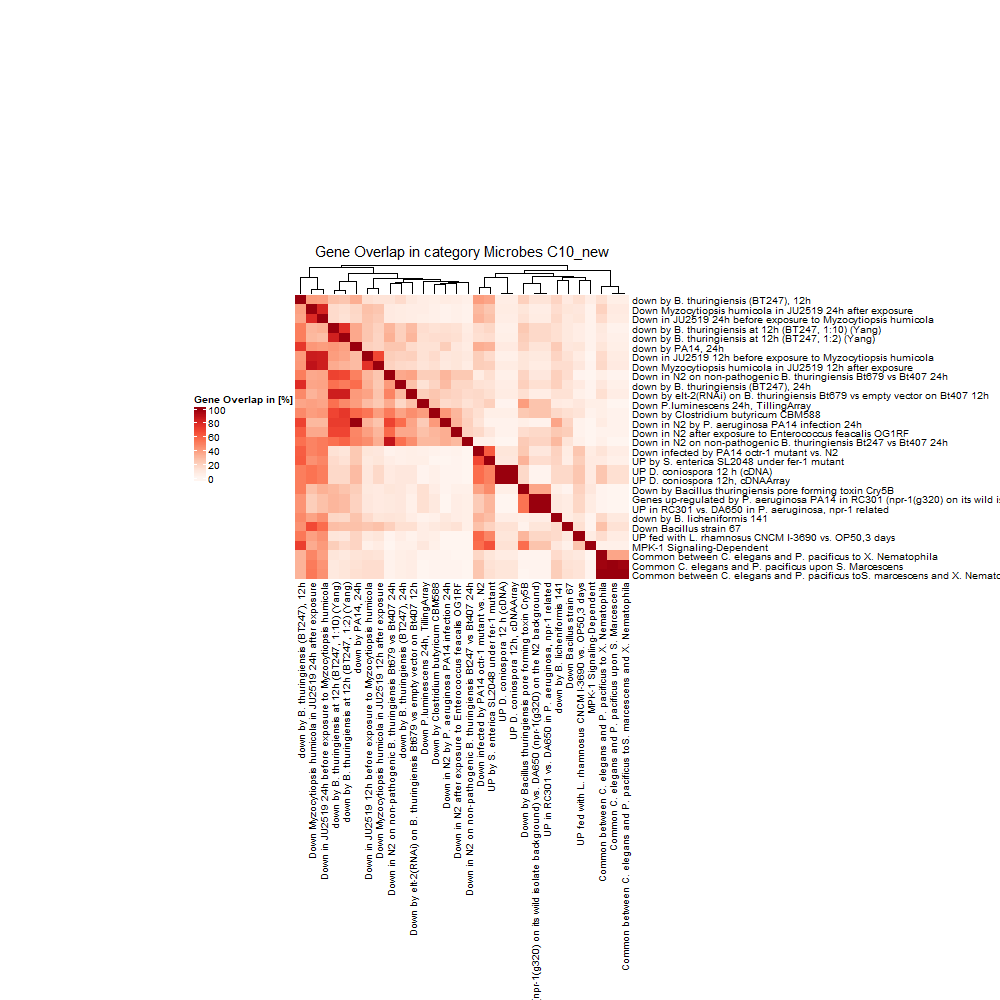 Gene Overlap in category Microbes C10_new
down by B. thuringiensis (BT247), 12h
Down Myzocytiopsis humicola in JU2519 24h after exposure
Down in JU2519 24h before exposure to Myzocytiopsis humicola
down by B. thuringiensis at 12h (BT247, 1:10) (Yang)
down by B. thuringiensis at 12h (BT247, 1:2) (Yang)
down by PA14, 24h
Down in JU2519 12h before exposure to Myzocytiopsis humicola
Down Myzocytiopsis humicola in JU2519 12h after exposure
Down in N2 on non-pathogenic B. thuringiensis Bt679 vs Bt407 24h
down by B. thuringiensis (BT247), 24h
Down by elt-2(RNAi) on B. thuringiensis Bt679 vs empty vector on Bt407 12h
Down P.luminescens 24h, TillingArray
Down by Clostridium butyricum CBM588
Down in N2 by P. aeruginosa PA14 infection 24h
Down in N2 after exposure to Enterococcus feacalis OG1RF
Down in N2 on non-pathogenic B. thuringiensis Bt247 vs Bt407 24h
Down infected by PA14 octr-1 mutant vs. N2
UP by S. enterica SL2048 under fer-1 mutant
UP D. coniospora 12 h (cDNA)
UP D. coniospora 12h, cDNAArray
Down by Bacillus thuringiensis pore forming toxin Cry5B
Genes up-regulated by P. aeruginosa PA14 in RC301 (npr-1(g320) on its wild is
UP in RC301 vs. DA650 in P. aeruginosa, npr-1 related
down by B. licheniformis 141
Down Bacillus strain 67
UP fed with L. rhamnosus CNCM I-3690 vs. OP50,3 days
MPK-1 Signaling-Dependent
Common between C. elegans and P. pacificus to X. Nematophila
Common C. elegans and P. pacificus upon S. Marcescens
Common between C. elegans and P. pacificus toS. marcescens and X. Nemato
Gene Overlap in [%]
100
80
60
40
20
0
down by B. thuringiensis (BT247), 12h
Down Myzocytiopsis humicola in JU2519 24h after exposure
Down in JU2519 24h before exposure to Myzocytiopsis humicola
down by B. thuringiensis at 12h (BT247, 1:10) (Yang)
down by B. thuringiensis at 12h (BT247, 1:2) (Yang)
down by PA14, 24h
Down in JU2519 12h before exposure to Myzocytiopsis humicola
Down Myzocytiopsis humicola in JU2519 12h after exposure
Down in N2 on non-pathogenic B. thuringiensis Bt679 vs Bt407 24h
down by B. thuringiensis (BT247), 24h
Down by elt-2(RNAi) on B. thuringiensis Bt679 vs empty vector on Bt407 12h
Down P.luminescens 24h, TillingArray
Down by Clostridium butyricum CBM588
Down in N2 by P. aeruginosa PA14 infection 24h
Down in N2 after exposure to Enterococcus feacalis OG1RF
Down in N2 on non-pathogenic B. thuringiensis Bt247 vs Bt407 24h
Down infected by PA14 octr-1 mutant vs. N2
UP by S. enterica SL2048 under fer-1 mutant
UP D. coniospora 12 h (cDNA)
UP D. coniospora 12h, cDNAArray
Down by Bacillus thuringiensis pore forming toxin Cry5B
npr-1(g320) on its wild isolate background) vs. DA650 (npr-1(g320) on the N2 background)
UP in RC301 vs. DA650 in P. aeruginosa, npr-1 related
down by B. licheniformis 141
Down Bacillus strain 67
UP fed with L. rhamnosus CNCM I-3690 vs. OP50,3 days
MPK-1 Signaling-Dependent
Common between C. elegans and P. pacificus to X. Nematophila
Common C. elegans and P. pacificus upon S. Marcescens
Common between C. elegans and P. pacificus toS. marcescens and X. Nematophila